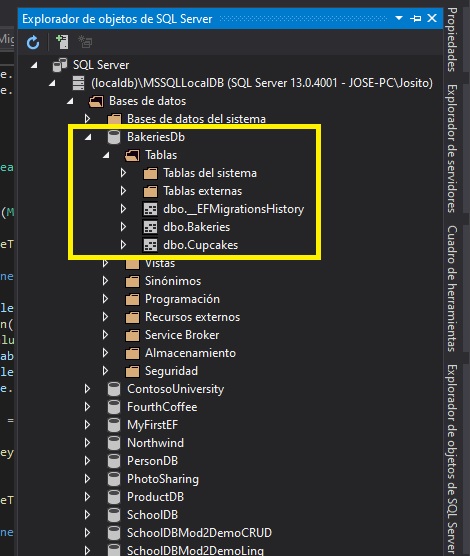 Explorador de objetos de SQL Server
SQL Server
(localdb)\MSSQLLocalDB (SQL Server 13.0.4001 - JOSE-PC\Josito)
Bases de datos
Bases de datos del sistema
BakeriesDb
Tablas
Tablas del sistema
Tablas externas
dbo.__EFMigrationsHistory
dbo.Bakeries
dbo.Cupcakes
Vistas
Sinónimos
Programación
Recursos externos
Service Broker
Almacenamiento
Seguridad
ContosoUniversity
FourthCoffee
MyFirstEF
Northwind
PersonDB
PhotoSharing
ProductDB
SchoolDB
SchoolDBMod2DemoCRUD
SchoolDBMod2DemoLinq
Propiedades
Explorador de servidores
Cuadro de herramientas
Explorador de objetos de SQL Server